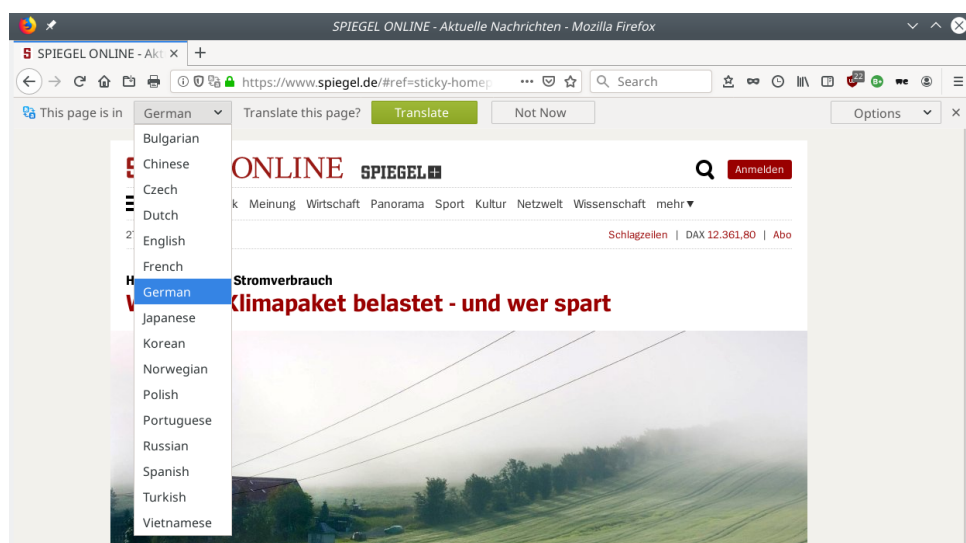 SPIEGEL ONLINE - Aktuelle Nachrichten - Mozilla Firefox
SPIEGEL ONLINE - Akt
https://www.spiegel.de/#ref=sticky-homep
Search
22
This page is in German Translate this page? Translate Not Now Options
Bulgarian
Chinese
Czech
Dutch
English
French
German
Japanese
Korean
Norwegian
Polish
Portuguese
Russian
Spanish
Turkish
Vietnamese
ONLINE SPIEGEL+
Anmelden
k Meinung Wirtschaft Panorama Sport Kultur Netzwelt Wissenschaft mehr▼
Schlagzeilen | DAX 12.361,80 | Abo
Stromverbrauch
Klimapaket belastet - und wer spart